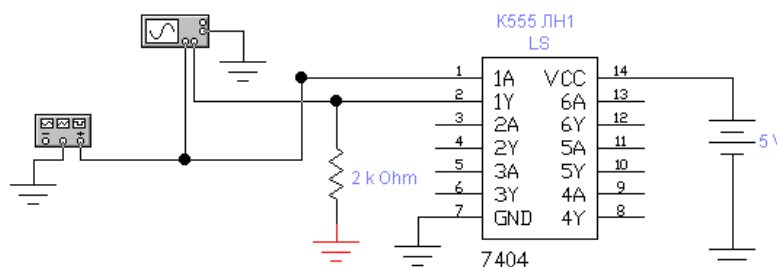 К555 ЛН1
LS
1 1A VCC 14
2 1Y 6A 13
3 2A 6Y 12
4 2Y 5A 11
5 3A 5Y 10
6 3Y 4A 9
7 GND 4Y 8
2 k Ohm
5 V
7404